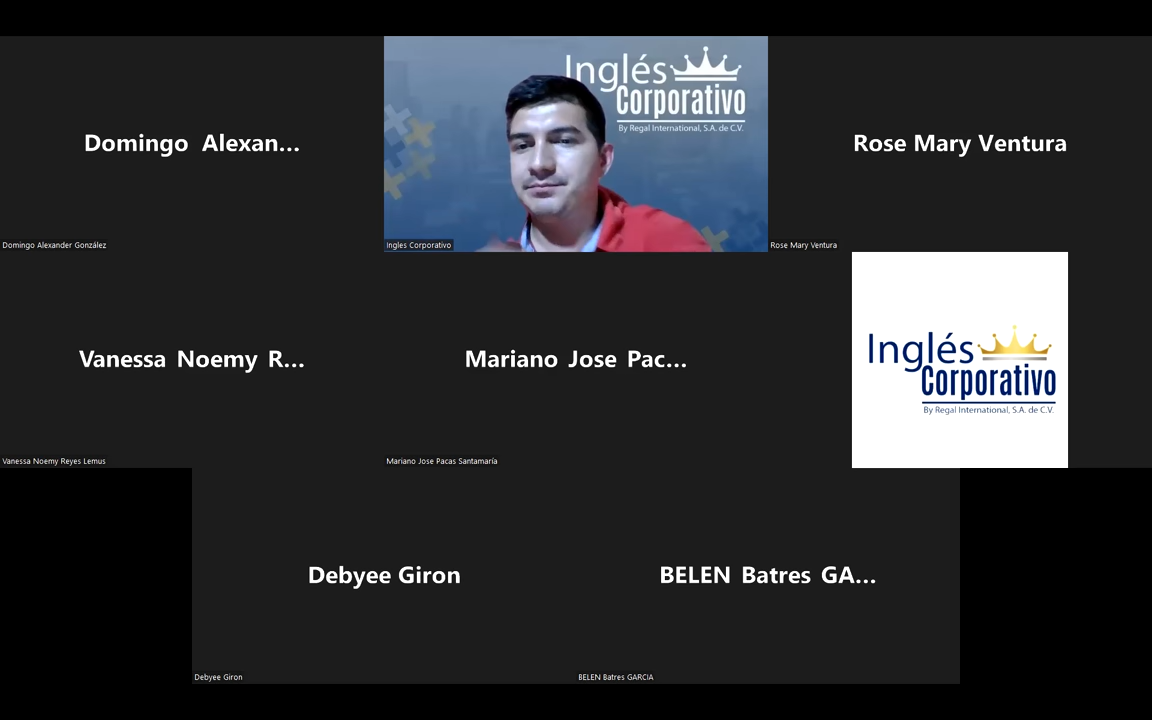 Domingo Alexan...
Domingo Alexander González
Inglés
Corporativo
By Regal International, S.A. de C.V.
Ingles Corporativo
Rose Mary Ventura
Rose Mary Ventura
Vanessa Noemy R...
Vanessa Noemy Reyes Lemus
Mariano Jose Pac...
Mariano Jose Pacas Santamaría
Inglés
Corporativo
By Regal International, S.A. de C.V.
Debyee Giron
Debyee Giron
BELEN Batres GA...
BELEN Batres GARCIA